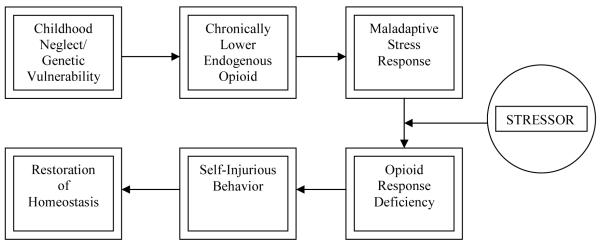 Childhood
Neglect/
Genetic
Vulnerability
Chronically
Lower
Endogenous
Opioid
Maladaptive
Stress
Response
STRESSOR
Opioid
Response
Deficiency
Self-Injurious
Behavior
Restoration
of
Homeostasis